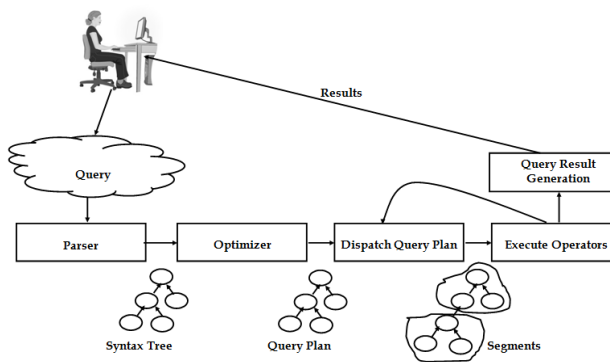 Results
Query Result
Generation
Query
Parser
Optimizer
Dispatch Query Plan
Execute Operators
Syntax Tree
Query Plan
Segments